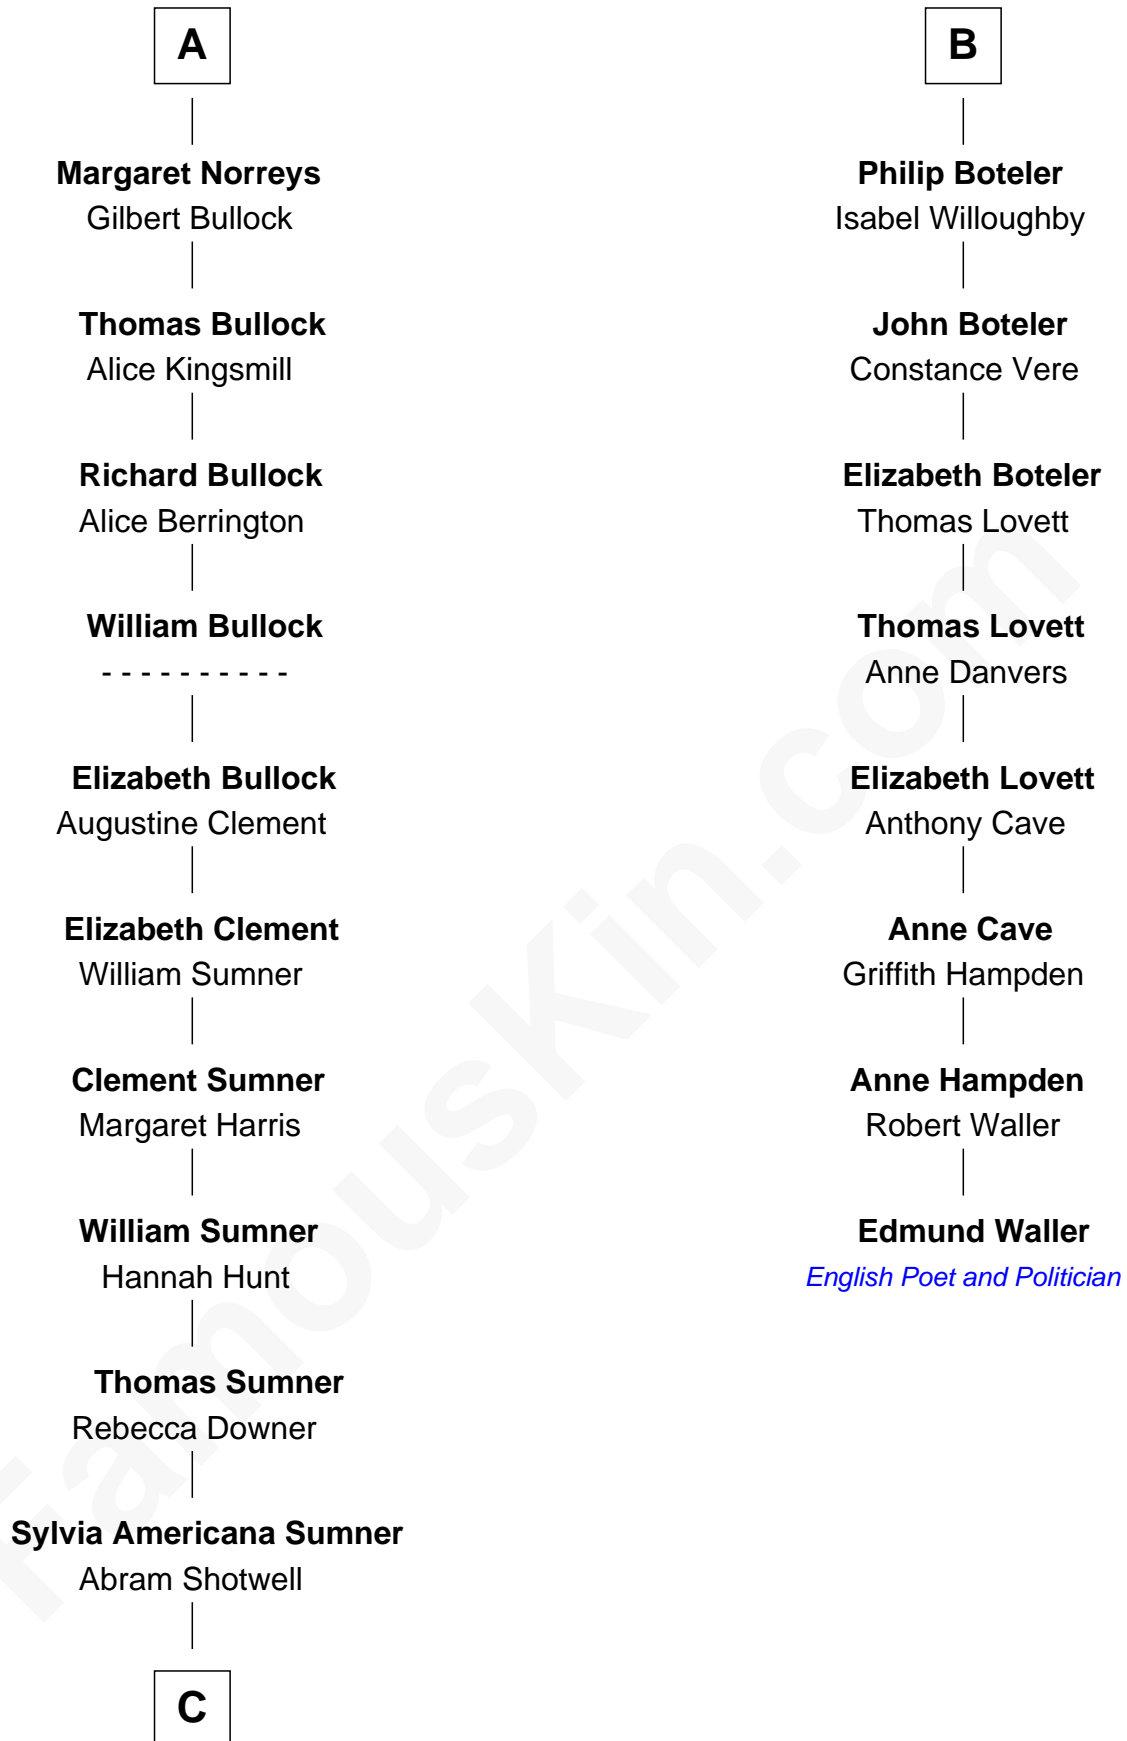 A
Margaret Norreys
Gilbert Bullock
Thomas Bullock
Alice Kingsmill
Richard Bullock
Alice Berrington
William Bullock
- - - - - - - - - -
Elizabeth Bullock
Augustine Clement
Elizabeth Clement
William Sumner
Clement Sumner
Margaret Harris
William Sumner
Hannah Hunt
Thomas Sumner
Rebecca Downer
Sylvia Americana Sumner
Abram Shotwell
C
B
Philip Boteler
Isabel Willoughby
John Boteler
Constance Vere
Elizabeth Boteler
Thomas Lovett
Thomas Lovett
Anne Danvers
Elizabeth Lovett
Anthony Cave
Anne Cave
Griffith Hampden
Anne Hampden
Robert Waller
Edmund Waller
English Poet and Politician
FamousKin.com